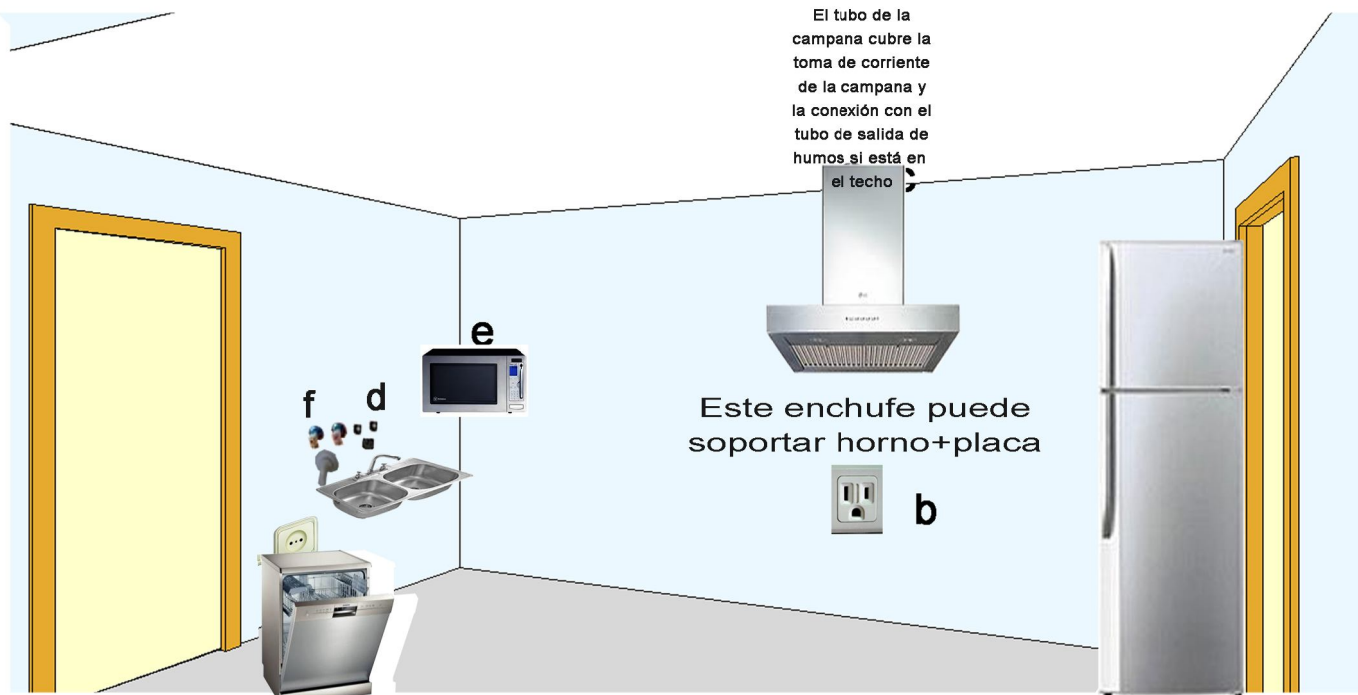 El tubo de la
campana cubre la
toma de corriente
de la campana y
la conexión con el
tubo de salida de
humos si está en
el techo
e
f
d
Este enchufe puede
soportar horno+placa
b